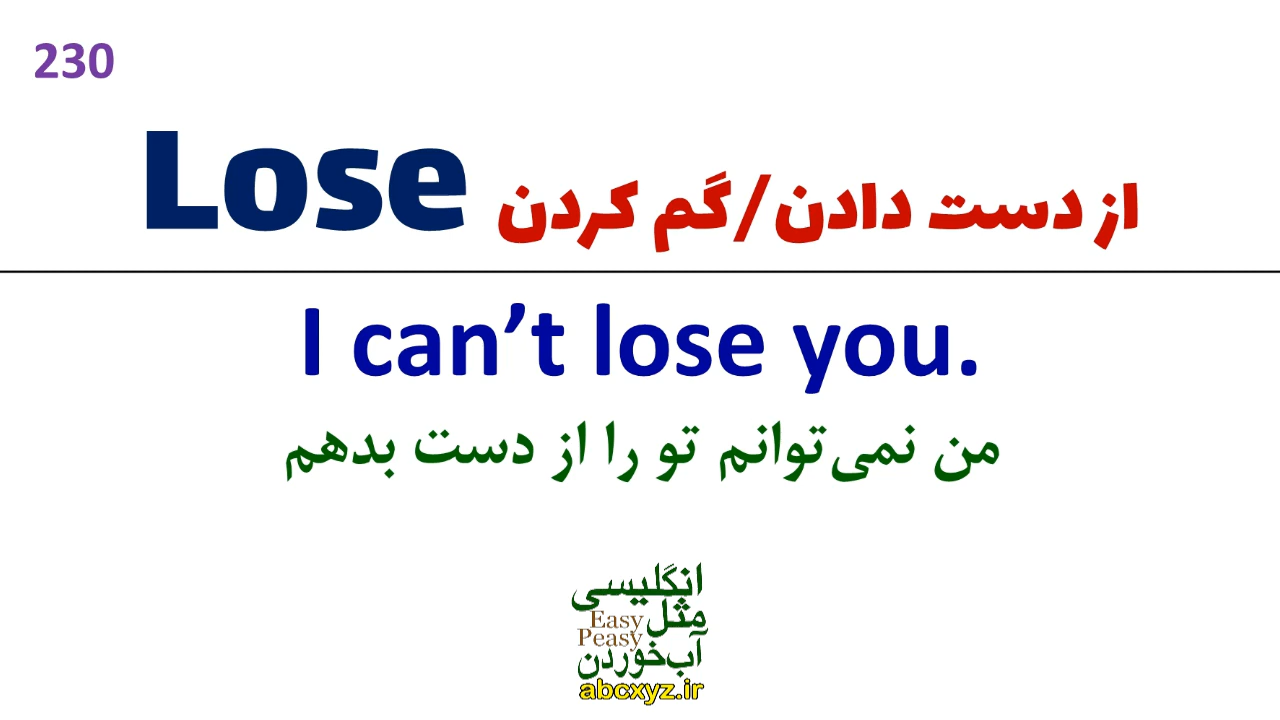 230
Lose از دست دادن/گم کردن
I can’t lose you.
من نمی‌توانم تو را از دست بدهم
انگلیسی
مثل Easy
Peasy
آب‌خوردن
abcxyz.ir